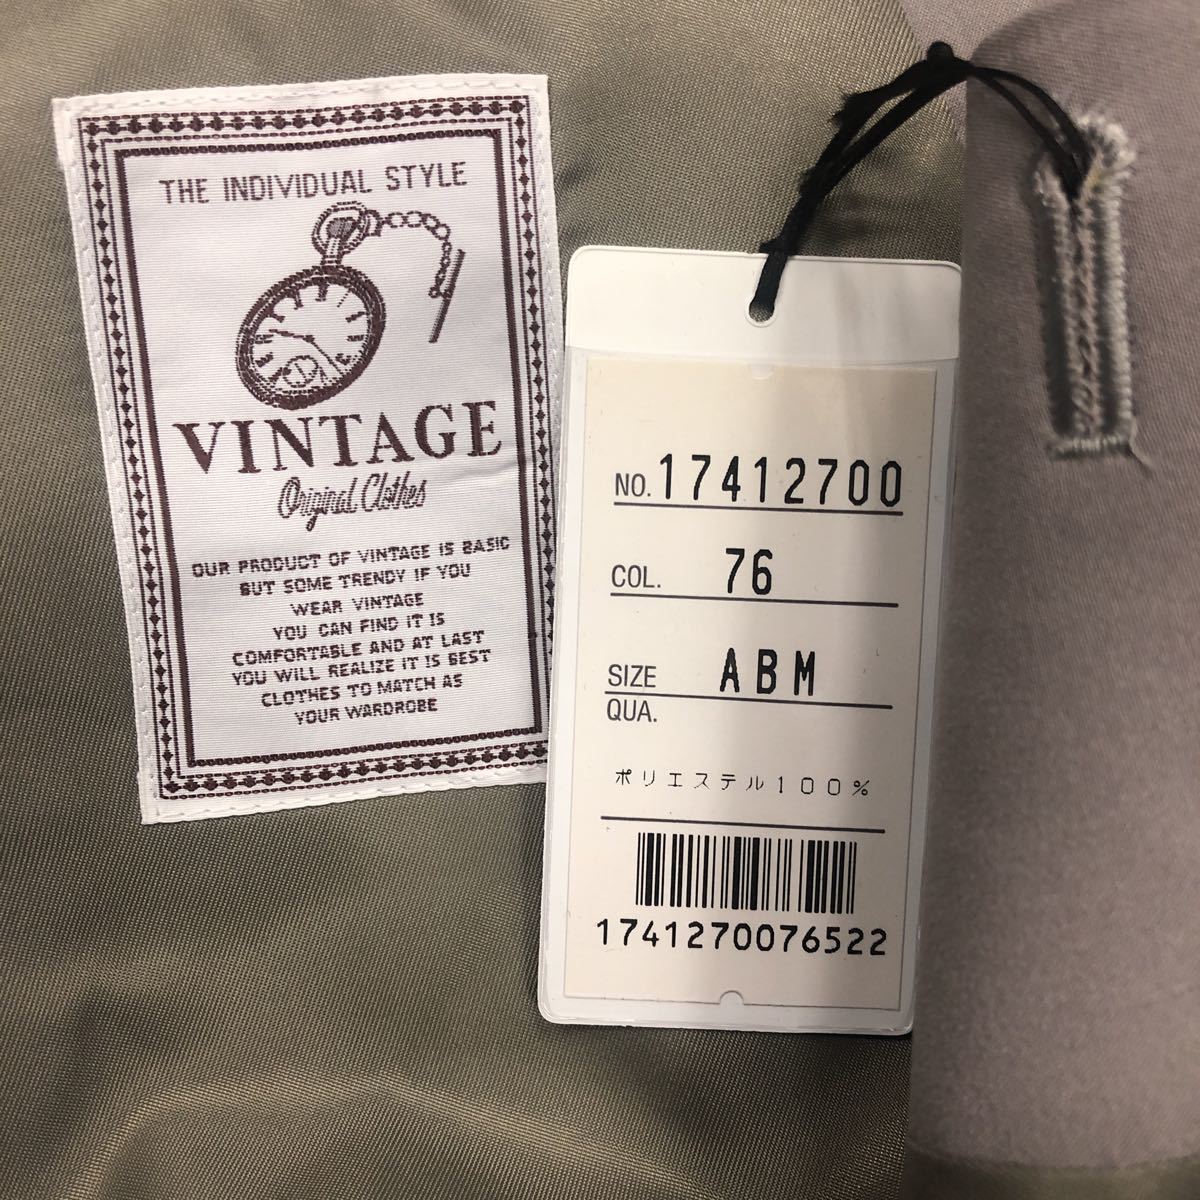 THE INDIVIDUAL STYLE
VINTAGE
Original Clothes
OUR PRODUCT OF VINTAGE IS BASIC
BUT SOME TRENDY IF YOU
WEAR VINTAGE
YOU CAN FIND IT IS
COMFORTABLE AND AT LAST
YOU WILL REALIZE IT IS BEST
CLOTHES TO MATCH AS
YOUR WARDROBE
NO. 17412700
COL. 76
SIZE ABM
QUA.
ポリエステル100%
1741270076522